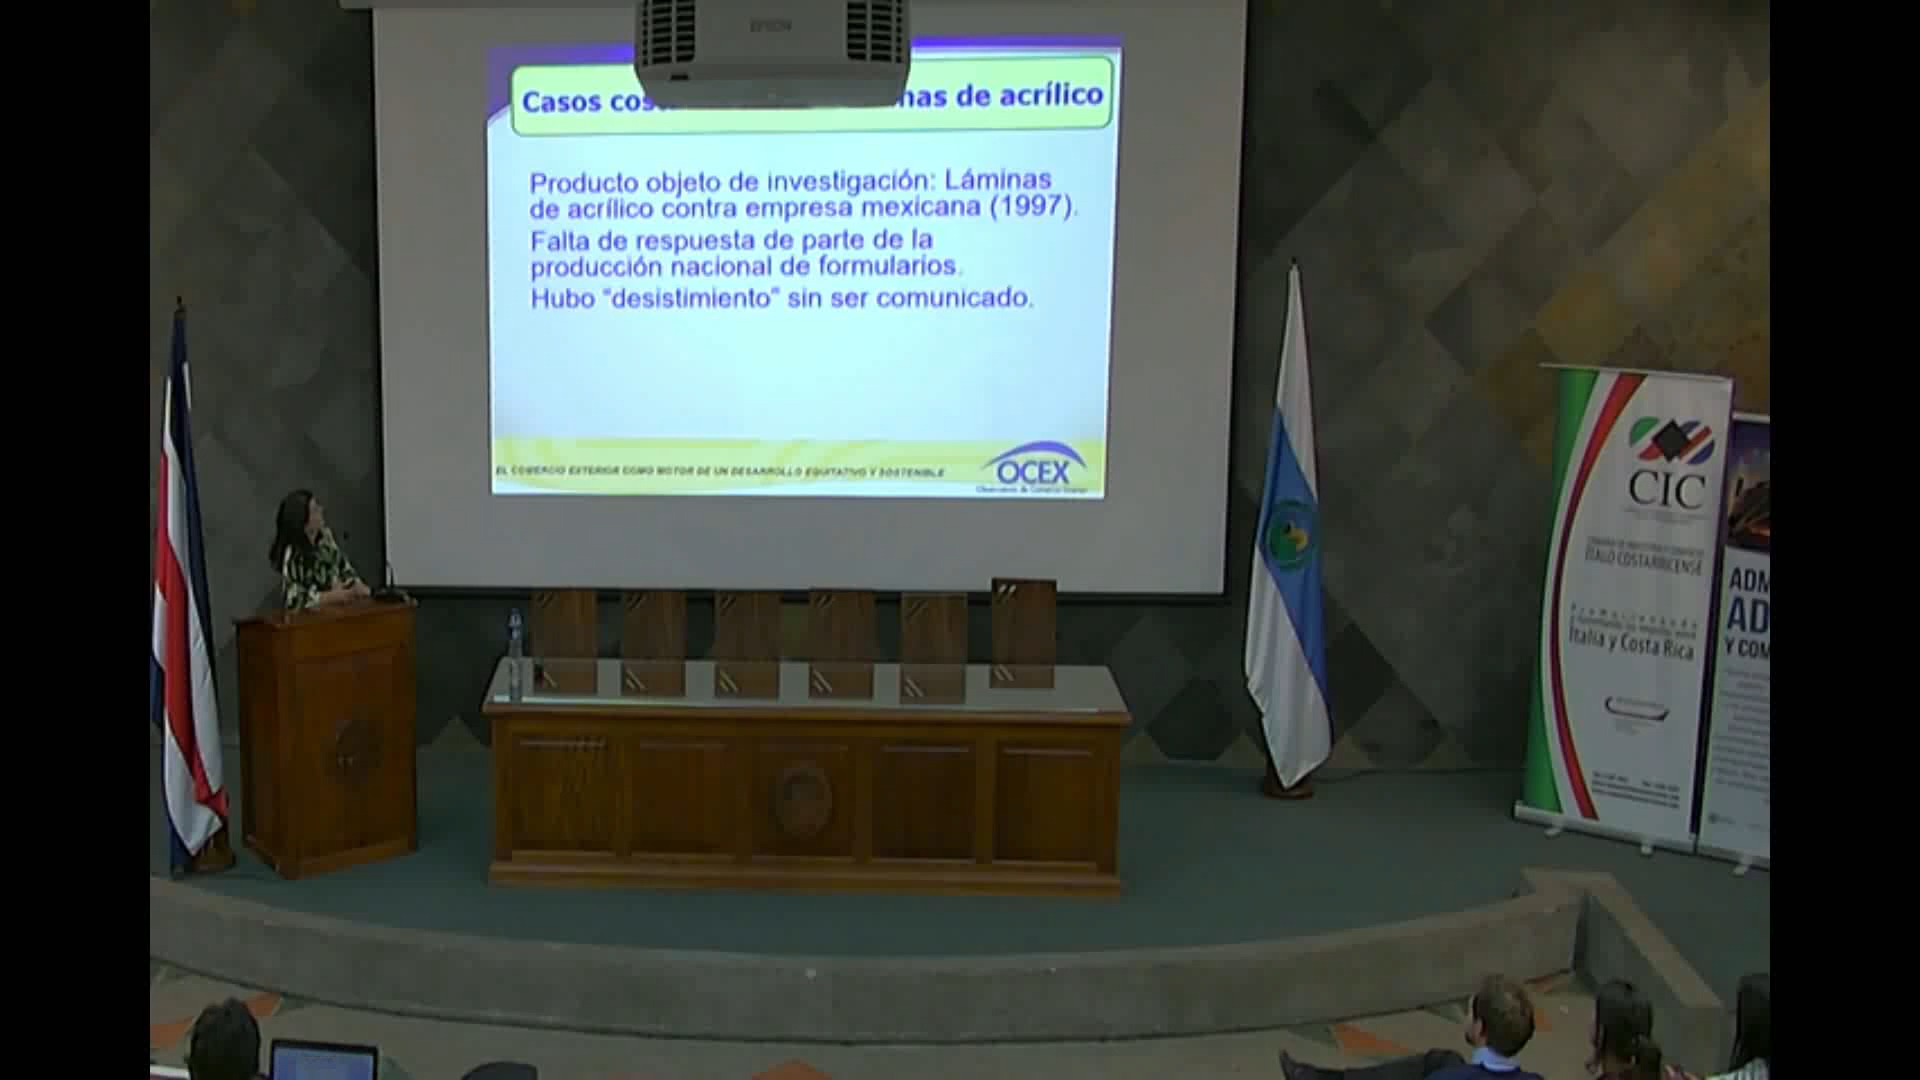 EPSON
Casos cos nas de acrílico
Producto objeto de investigación: Láminas
de acrílico contra empresa mexicana (1997).
Falta de respuesta de parte de la
producción nacional de formularios.
Hubo “desistimiento” sin ser comunicado.
EL COMERCIO EXTERIOR COMO MOTOR DE UN DESARROLLO EQUITATIVO Y SOSTENIBLE
OCEX
CIC
ÍTALO COSTARRICENSE
Italia y Costa Rica
ADM
AD
Y COM